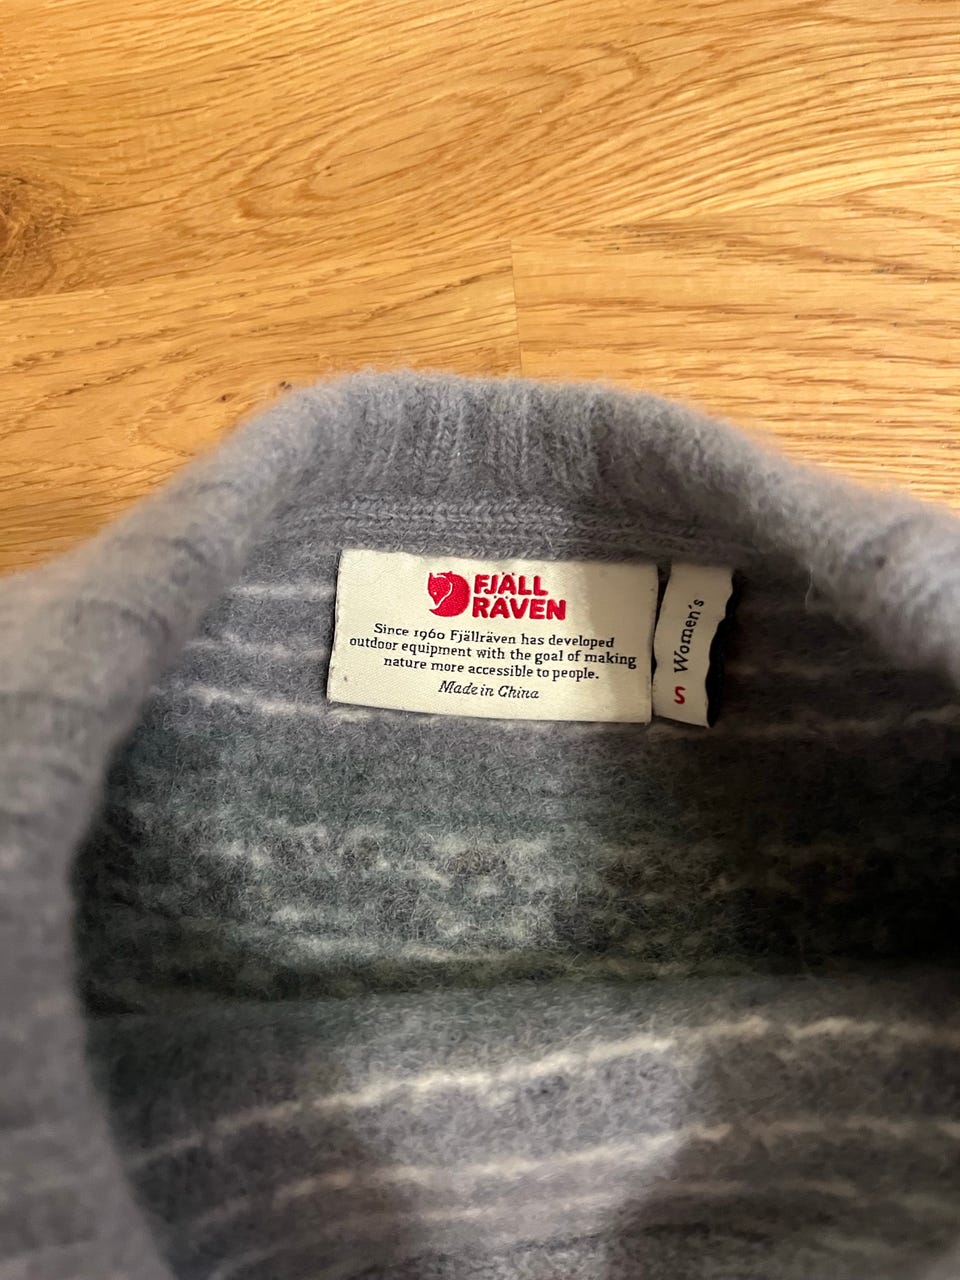 FJÄLL
RÄVEN
Since 1960 Fjällräven has developed
outdoor equipment with the goal of making
nature more accessible to people.
Made in China
Women's
S